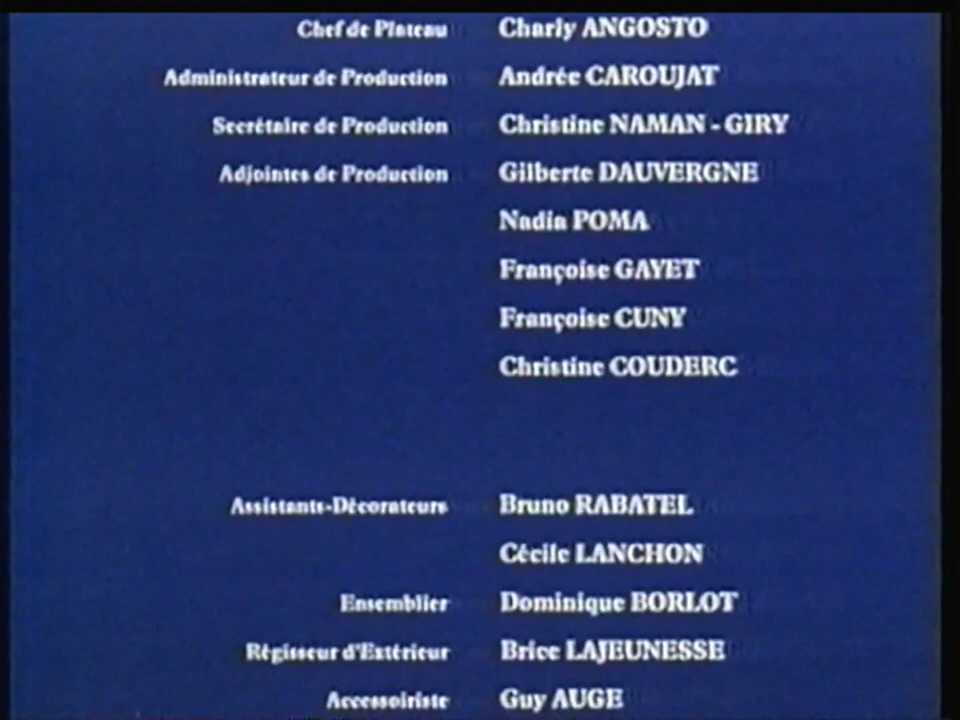 Chef de Plateau Charly ANGOSTO
Administrateur de Production Andrée CAROUJAT
Secrétaire de Production Christine NAMAN - GIRY
Adjointes de Production Gilberte DAUVERGNE
Nadia POMA
Françoise GAYET
Françoise CUNY
Christine COUDERC
Assistants-Décorateurs Bruno RABATEL
Cécile LANCHON
Ensemblier Dominique BORLOT
Régisseur d'Extérieur Brice LAJEUNESSE
Accessoiriste Guy AUGE